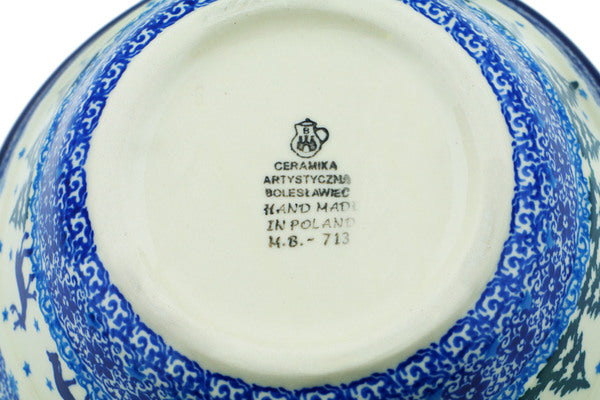 B
CERAMIKA
ARTYSTYCZNA
BOLESŁAWIEC
HAND MADE
IN POLAND
M.B. - 713